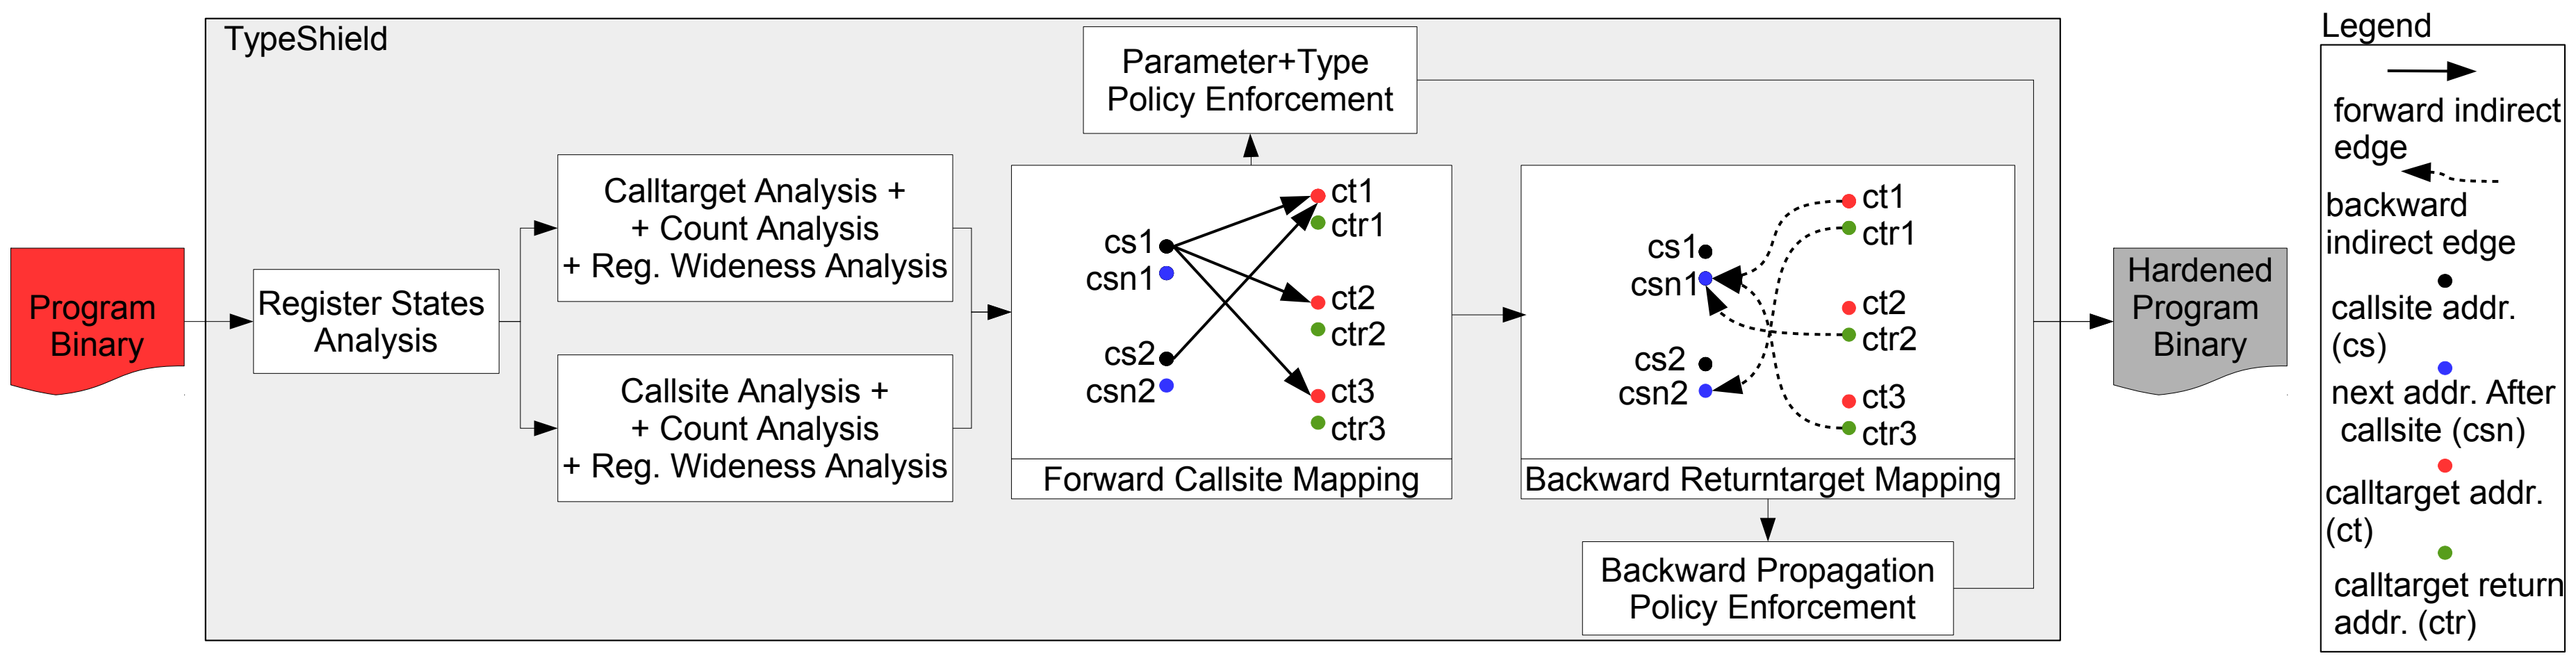 TypeShield
Program
Binary
Register States
Analysis
Calltarget Analysis +
+ Count Analysis
+ Reg. Wideness Analysis
Callsite Analysis +
+ Count Analysis
+ Reg. Wideness Analysis
Parameter+Type
Policy Enforcement
cs1
csn1
cs2
csn2
ct1
ctr1
ct2
ctr2
ct3
ctr3
Forward Callsite Mapping
cs1
csn1
cs2
csn2
ct1
ctr1
ct2
ctr2
ct3
ctr3
Backward Returntarget Mapping
Backward Propagation
Policy Enforcement
Hardened
Program
Binary
Legend
forward indirect
edge
backward
indirect edge
callsite addr.
(cs)
next addr. After
callsite (csn)
calltarget addr.
(ct)
calltarget return
addr. (ctr)